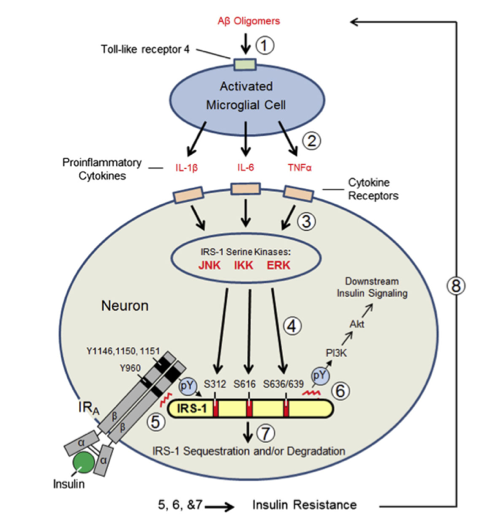 Aβ Oligomers
1
Toll-like receptor 4
Activated
Microglial Cell
2
Proinflammatory
Cytokines
IL-1β
IL-6
TNFα
Cytokine
Receptors
3
IRS-1 Serine Kinases:
JNK IKK ERK
8
Neuron
Downstream
Insulin Signaling
4
Akt
PI3K
Y1146,1150, 1151
Y960
pY
S312
S616
S636/639
pY
6
IRA
β
β
5
IRS-1
7
α
α
IRS-1 Sequestration and/or Degradation
Insulin
5, 6, &7
Insulin Resistance